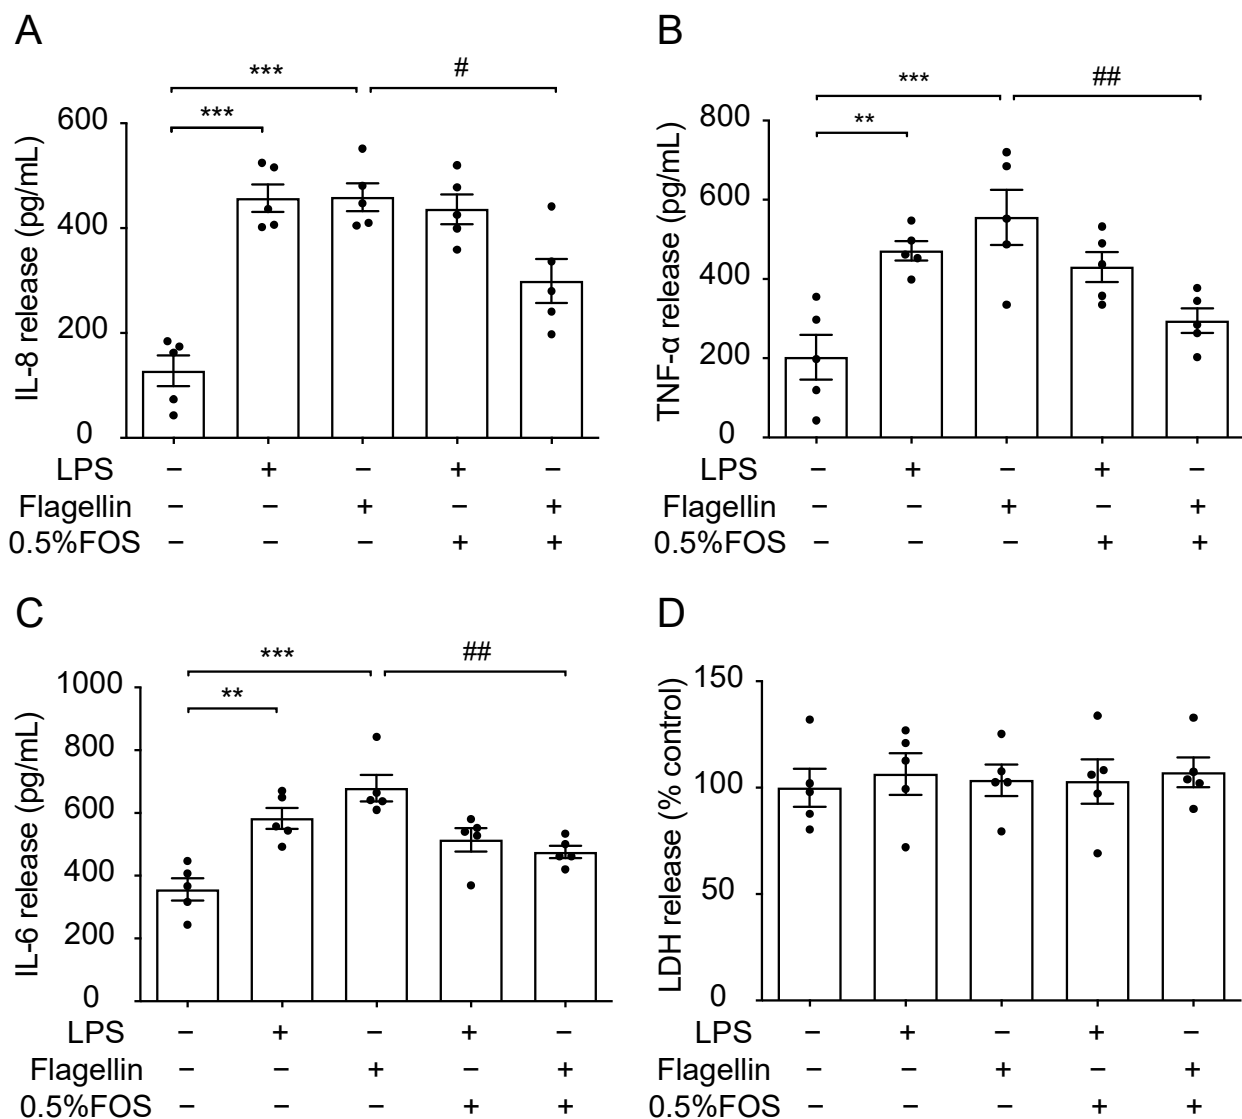 A
B
*** #
*** ##
*** 
**
600
400
200
0
IL-8 release (pg/mL)
800
600
400
200
0
TNF-α release (pg/mL)
LPS − + − + −
Flagellin − − + − +
0.5%FOS − − − + +
LPS − + − + −
Flagellin − − + − +
0.5%FOS − − − + +
C
D
*** ##
**
1000
800
600
400
200
0
IL-6 release (pg/mL)
150
100
50
0
LDH release (% control)
LPS − + − + −
Flagellin − − + − +
0.5%FOS − − − + +
LPS − + − + −
Flagellin − − + − +
0.5%FOS − − − + +